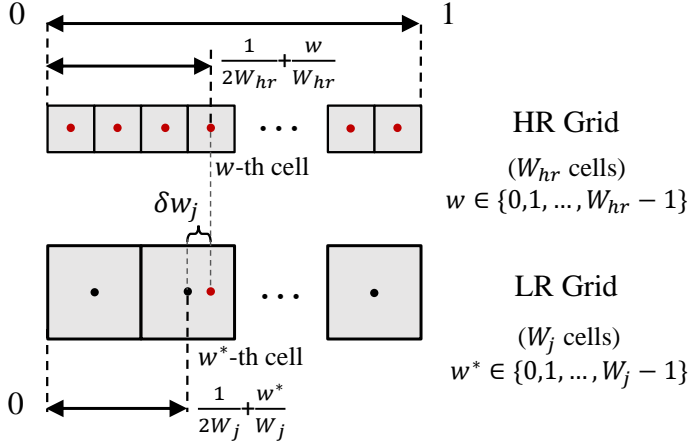 0 1
1/(2W_hr) + w/W_hr
. . .
HR Grid
w-th cell
(W_hr cells)
w ∈ {0,1, … , W_hr − 1}
δw_j
. . .
LR Grid
w*-th cell
(W_j cells)
w* ∈ {0,1, … , W_j − 1}
0
1/(2W_j) + w*/W_j